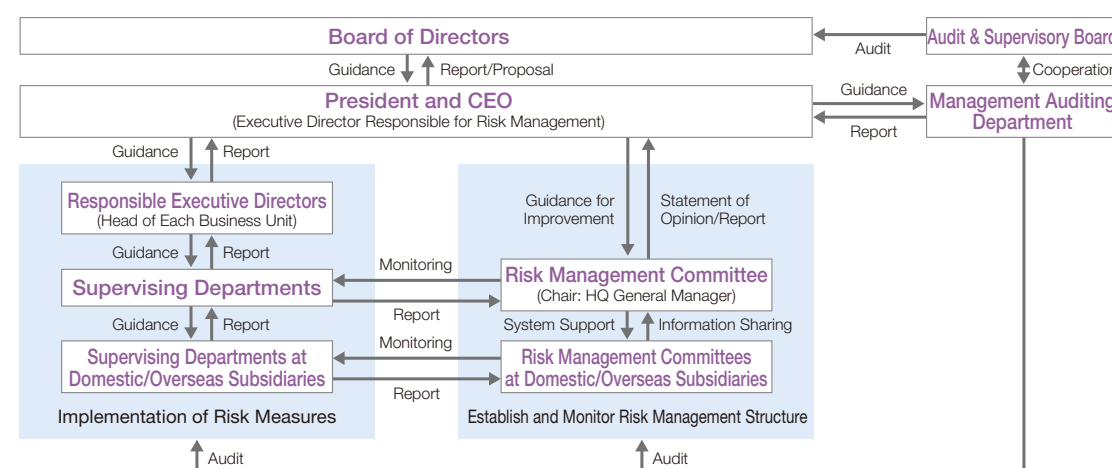 Board of Directors
Audit & Supervisory Board
Audit
Guidance
Report/Proposal
Cooperation
President and CEO
(Executive Director Responsible for Risk Management)
Guidance
Report
Management Auditing
Department
Guidance
Report
Responsible Executive Directors
(Head of Each Business Unit)
Guidance for
Improvement
Statement of
Opinion/Report
Guidance
Report
Supervising Departments
Monitoring
Report
Risk Management Committee
(Chair: HQ General Manager)
Guidance
Report
System Support
Information Sharing
Supervising Departments at
Domestic/Overseas Subsidiaries
Monitoring
Report
Risk Management Committees
at Domestic/Overseas Subsidiaries
Implementation of Risk Measures
Establish and Monitor Risk Management Structure
Audit
Audit